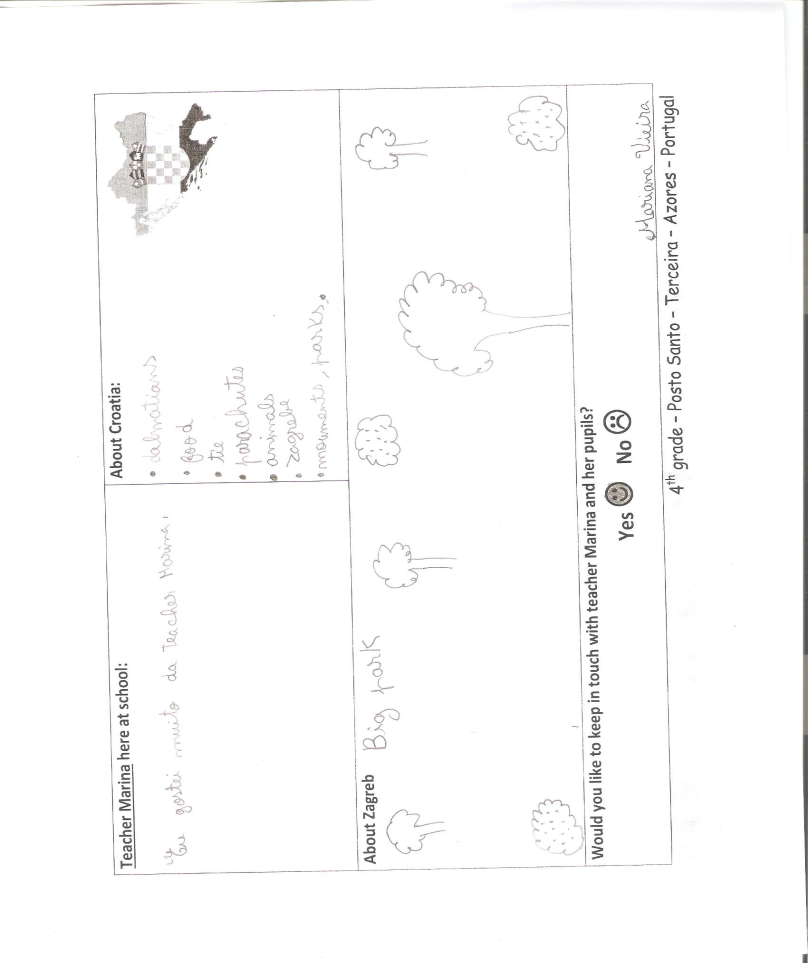 Teacher Marina here at school:
Eu gostei muito da Teacher Marina,
About Croatia:
• dalmatians
• food
• tie
• parachutes
• animals
• Zagrebe
• mouments, parks.
About Zagreb
Big park
Would you like to keep in touch with teacher Marina and her pupils?
Yes No
Mariana Vieira
4th grade - Posto Santo - Terceira - Azores - Portugal